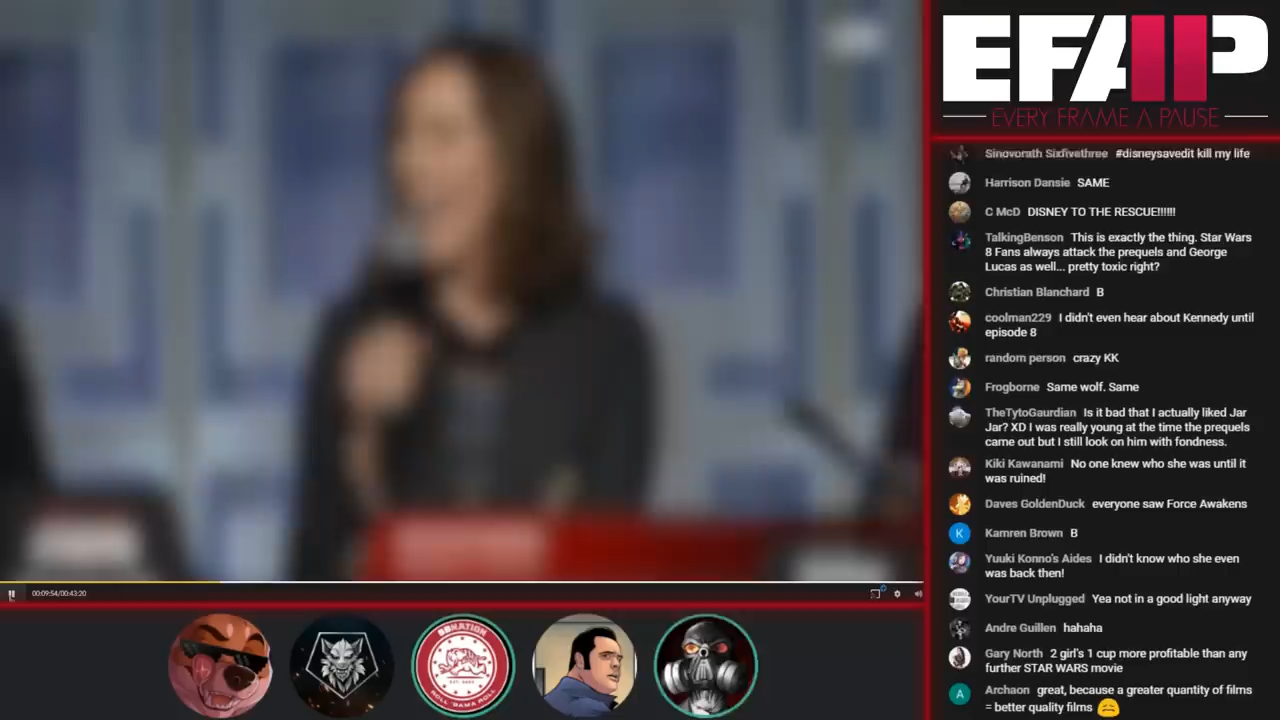 EFAP
EVERY FRAME A PAUSE
Sinovorath Sixfivethree #disneysavedit kill my life
Harrison Dansie SAME
C McD DISNEY TO THE RESCUE!!!!!!
TalkingBenson This is exactly the thing. Star Wars
8 Fans always attack the prequels and George
Lucas as well... pretty toxic right?
Christian Blanchard B
coolman229 I didn't even hear about Kennedy until
episode 8
random person crazy KK
Frogborne Same wolf. Same
TheTytoGaurdian Is it bad that I actually liked Jar
Jar? XD I was really young at the time the prequels
came out but I still look on him with fondness.
Kiki Kawanami No one knew who she was until it
was ruined!
Daves GoldenDuck everyone saw Force Awakens
K Kamren Brown B
Yuuki Konno's Aides I didn't know who she even
was back then!
YourTV Unplugged Yea not in a good light anyway
Andre Guillen hahaha
Gary North 2 girl's 1 cup more profitable than any
further STAR WARS movie
A Archaon great, because a greater quantity of films
= better quality films
00:09:54/00:43:20
BBNATION
ROLL 'BAMA ROLL